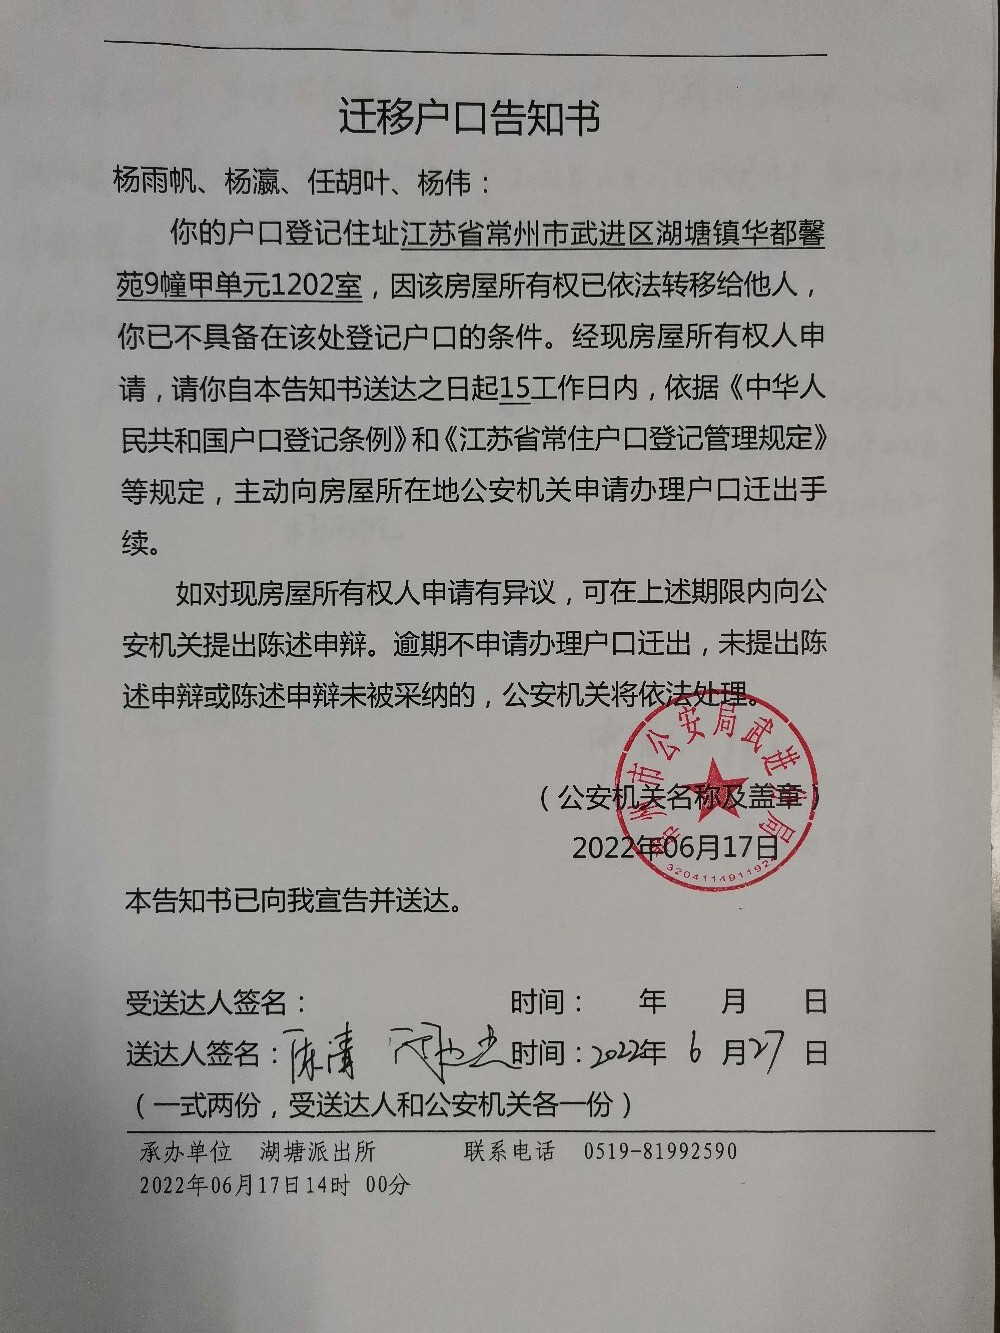 迁移户口告知书
杨雨帆、杨瀛、任胡叶、杨伟：
你的户口登记住址江苏省常州市武进区湖塘镇华都馨
苑9幢甲单元1202室，因该房屋所有权已依法转移给他人，
你已不具备在该处登记户口的条件。经现房屋所有权人申
请，请你自本告知书送达之日起15工作日内，依据《中华人
民共和国户口登记条例》和《江苏省常住户口登记管理规定》
等规定，主动向房屋所在地公安机关申请办理户口迁出手
续。
如对现房屋所有权人申请有异议，可在上述期限内向公
安机关提出陈述申辩。逾期不申请办理户口迁出，未提出陈
述申辩或陈述申辩未被采纳的，公安机关将依法处理。
常州市公安局武进分局
（公安机关名称及盖章）
2022年06月17日
本告知书已向我宣告并送达。
受送达人签名： 时间： 年 月 日
送达人签名：陈清 时间：2022年 6 月27 日
（一式两份，受送达人和公安机关各一份）
承办单位 湖塘派出所 联系电话 0519-81992590
2022年06月17日14时 00分